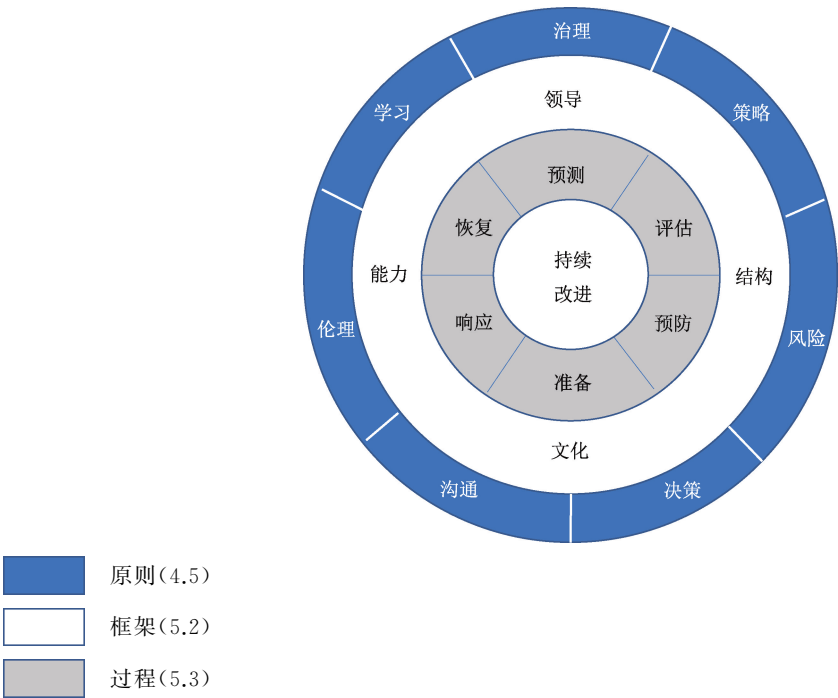 治理
学习
策略
领导
预测
恢复
评估
持续
改进
能力
结构
响应
预防
伦理
风险
准备
文化
沟通
决策
原则(4.5)
框架(5.2)
过程(5.3)